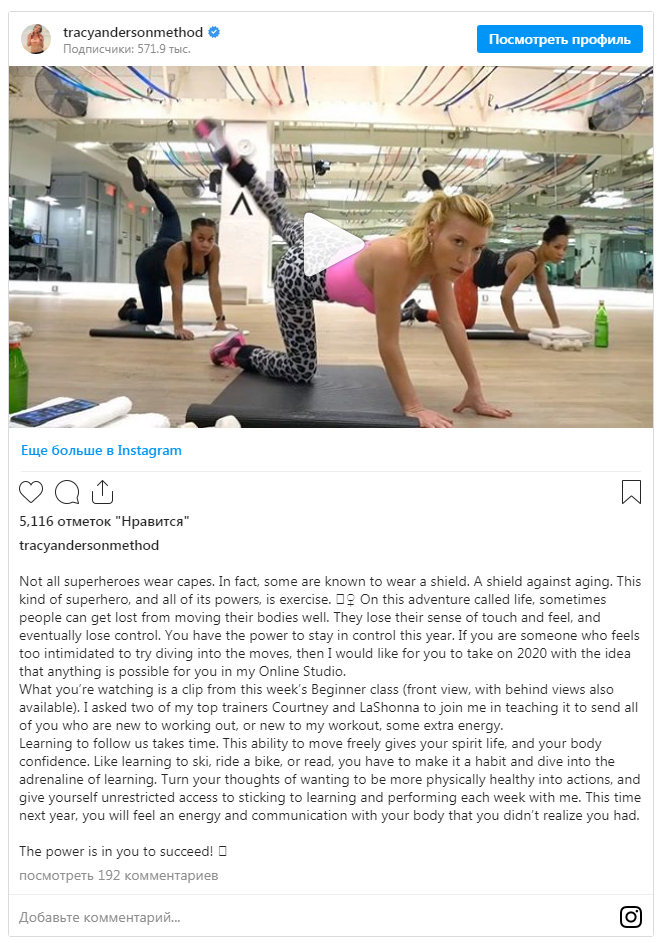 tracyandersonmethod
Подписчики: 571.9 тыс.
Посмотреть профиль
Еще больше в Instagram
5,116 отметок "Нравится"
tracyandersonmethod
Not all superheroes wear capes. In fact, some are known to wear a shield. A shield against aging. This
kind of superhero, and all of its powers, is exercise. ♀ On this adventure called life, sometimes
people can get lost from moving their bodies well. They lose their sense of touch and feel, and
eventually lose control. You have the power to stay in control this year. If you are someone who feels
too intimidated to try diving into the moves, then I would like for you to take on 2020 with the idea
that anything is possible for you in my Online Studio.
What you’re watching is a clip from this week’s Beginner class (front view, with behind views also
available). I asked two of my top trainers Courtney and LaShonna to join me in teaching it to send all
of you who are new to working out, or new to my workout, some extra energy.
Learning to follow us takes time. This ability to move freely gives your spirit life, and your body
confidence. Like learning to ski, ride a bike, or read, you have to make it a habit and dive into the
adrenaline of learning. Turn your thoughts of wanting to be more physically healthy into actions, and
give yourself unrestricted access to sticking to learning and performing each week with me. This time
next year, you will feel an energy and communication with your body that you didn’t realize you had.
The power is in you to succeed!
посмотреть 192 комментариев
Добавьте комментарий...